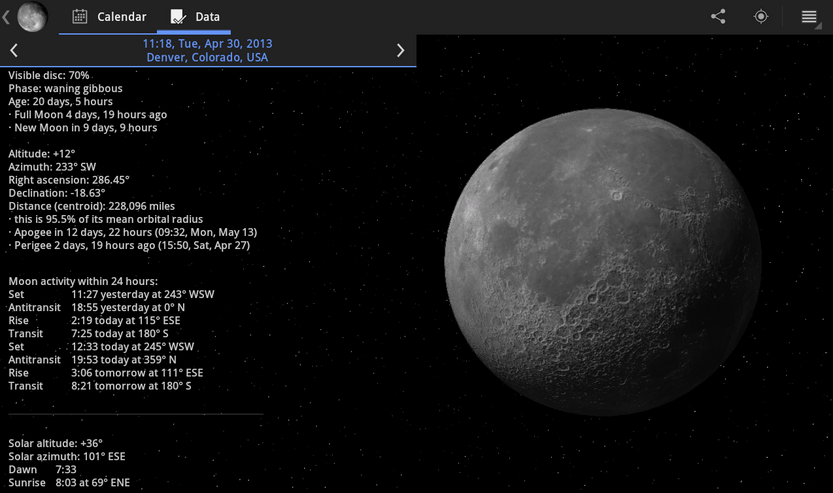 Calendar
Data
11:18, Tue, Apr 30, 2013
Denver, Colorado, USA
Visible disc: 70%
Phase: waning gibbous
Age: 20 days, 5 hours
· Full Moon 4 days, 19 hours ago
· New Moon in 9 days, 9 hours
Altitude: +12°
Azimuth: 233° SW
Right ascension: 286.45°
Declination: -18.63°
Distance (centroid): 228,096 miles
· this is 95.5% of its mean orbital radius
· Apogee in 12 days, 22 hours (09:32, Mon, May 13)
· Perigee 2 days, 19 hours ago (15:50, Sat, Apr 27)
Moon activity within 24 hours:
Set 11:27 yesterday at 243° WSW
Antitransit 18:55 yesterday at 0° N
Rise 2:19 today at 115° ESE
Transit 7:25 today at 180° S
Set 12:33 today at 245° WSW
Antitransit 19:53 today at 359° N
Rise 3:06 tomorrow at 111° ESE
Transit 8:21 tomorrow at 180° S
Solar altitude: +36°
Solar azimuth: 101° ESE
Dawn 7:33
Sunrise 8:03 at 69° ENE